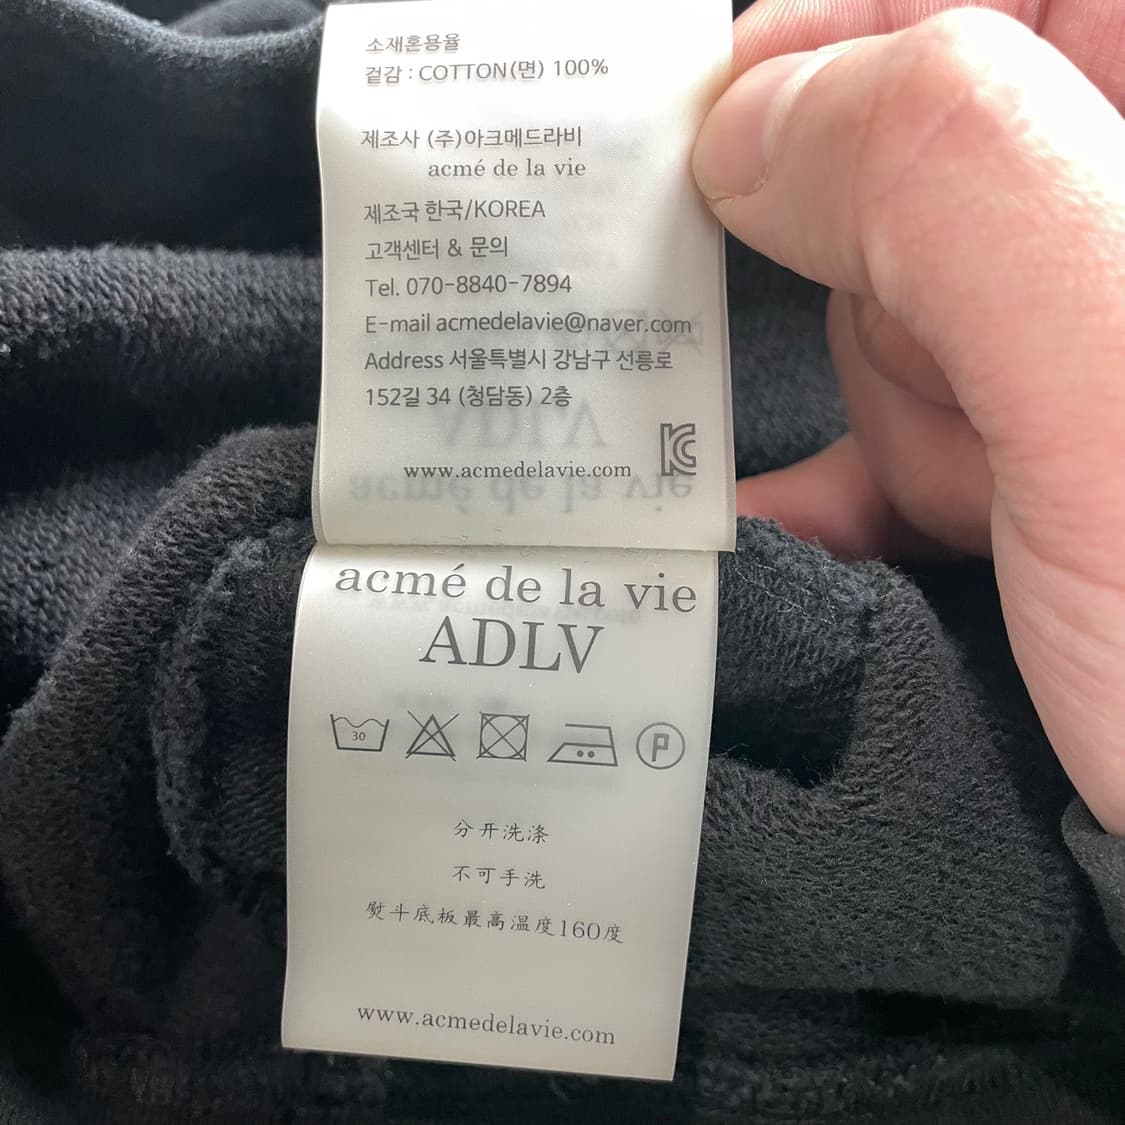 소재혼용율
겉감 : COTTON(면) 100%
제조사 (주)아크메드라비
acmé de la vie
제조국 한국/KOREA
고객센터 & 문의
Tel. 070-8840-7894
E-mail acmedelavie@naver.com
Address 서울특별시 강남구 선릉로
152길 34 (청담동) 2층
www.acmedelavie.com
acmé de la vie
ADLV
30
P
分开洗涤
不可手洗
熨斗底板最高温度160度
www.acmedelavie.com